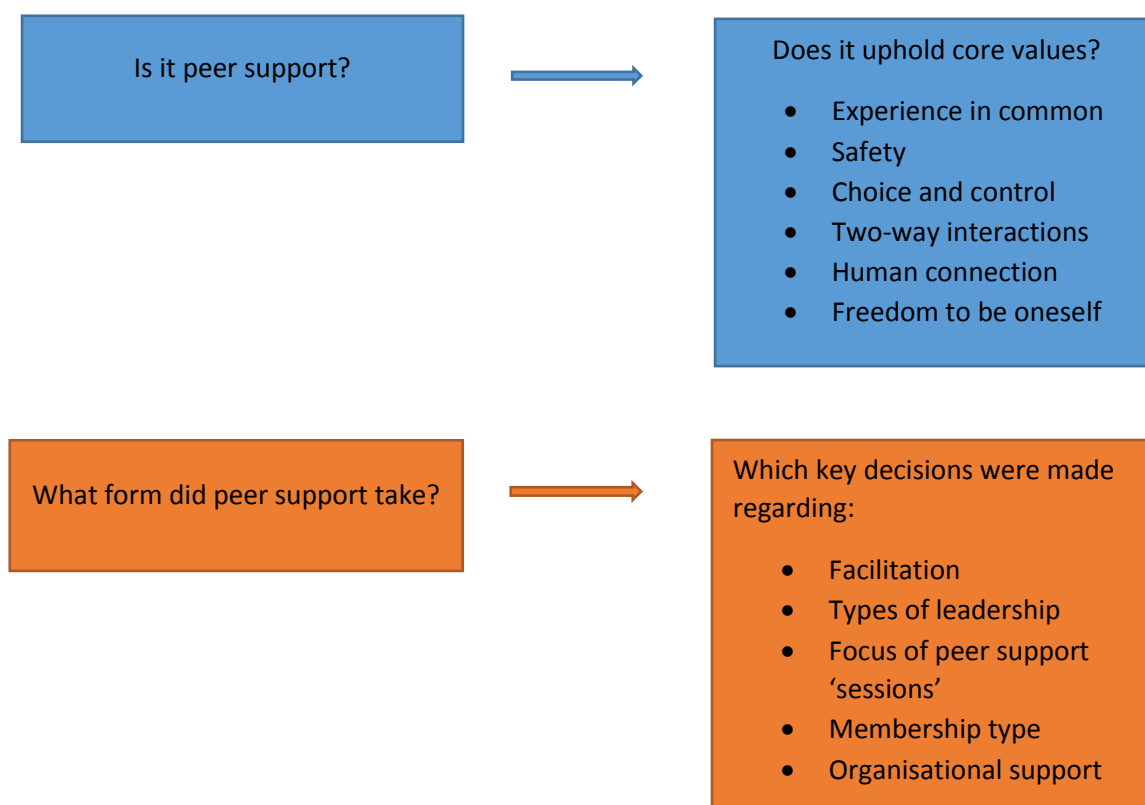 Is it peer support?
Does it uphold core values?
• Experience in common
• Safety
• Choice and control
• Two-way interactions
• Human connection
• Freedom to be oneself
What form did peer support take?
Which key decisions were made
regarding:
• Facilitation
• Types of leadership
• Focus of peer support
‘sessions’
• Membership type
• Organisational support